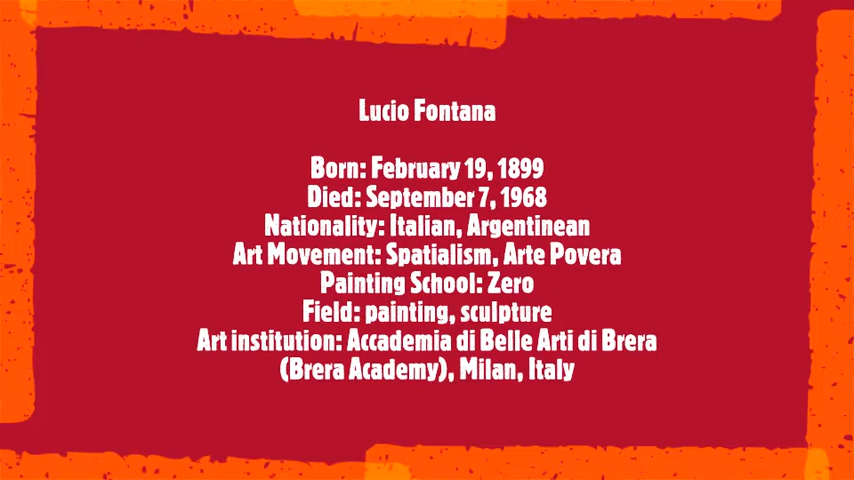 Lucio Fontana
Born: February 19, 1899
Died: September 7, 1968
Nationality: Italian, Argentinean
Art Movement: Spatialism, Arte Povera
Painting School: Zero
Field: painting, sculpture
Art institution: Accademia di Belle Arti di Brera
(Brera Academy), Milan, Italy